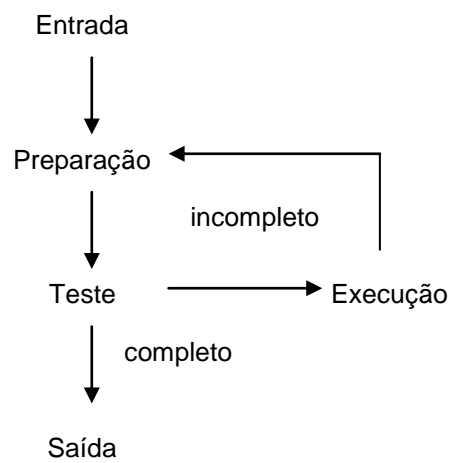 Entrada
Preparação
incompleto
Teste
Execução
completo
Saída